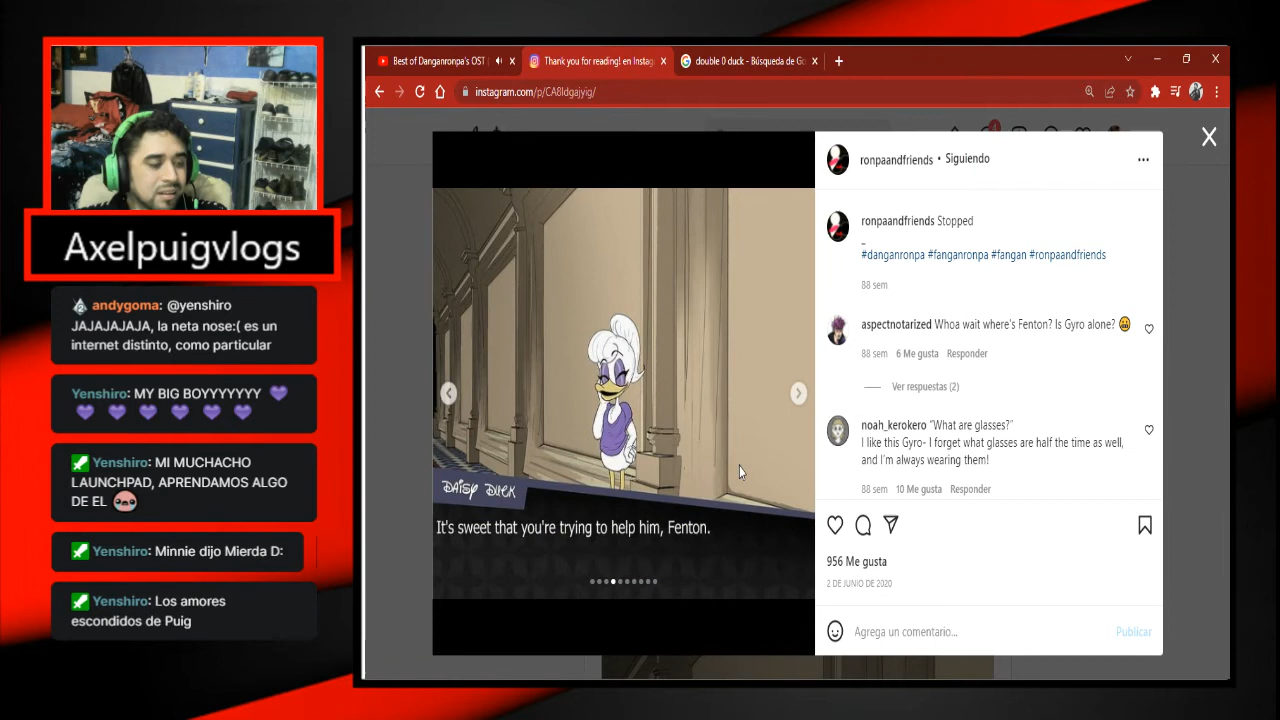 Best of Danganronpa's OST
Thank you for reading! en Instag
double 0 duck - Búsqueda de Go
instagram.com/p/CA8ldgajyig/
Axelpuigvlogs
andygoma: @yenshiro
JAJAJAJAJA, la neta nose:( es un
internet distinto, como particular
Yenshiro: MY BIG BOYYYYYYY 💜
💜 💜 💜 💜 💜 💜
Yenshiro: MI MUCHACHO
LAUNCHPAD, APRENDAMOS ALGO
DE EL
Yenshiro: Minnie dijo Mierda D:
Yenshiro: Los amores
escondidos de Puig
DAISY DUCK
It's sweet that you're trying to help him, Fenton.
ronpaandfriends • Siguiendo
ronpaandfriends Stopped
_
#danganronpa #fanganronpa #fangan #ronpaandfriends
88 sem
aspectnotarized Whoa wait where's Fenton? Is Gyro alone? 😬
88 sem 6 Me gusta Responder
Ver respuestas (2)
noah_kerokero "What are glasses?"
I like this Gyro- I forget what glasses are half the time as well,
and I'm always wearing them!
88 sem 10 Me gusta Responder
956 Me gusta
2 DE JUNIO DE 2020
Agrega un comentario...
Publicar